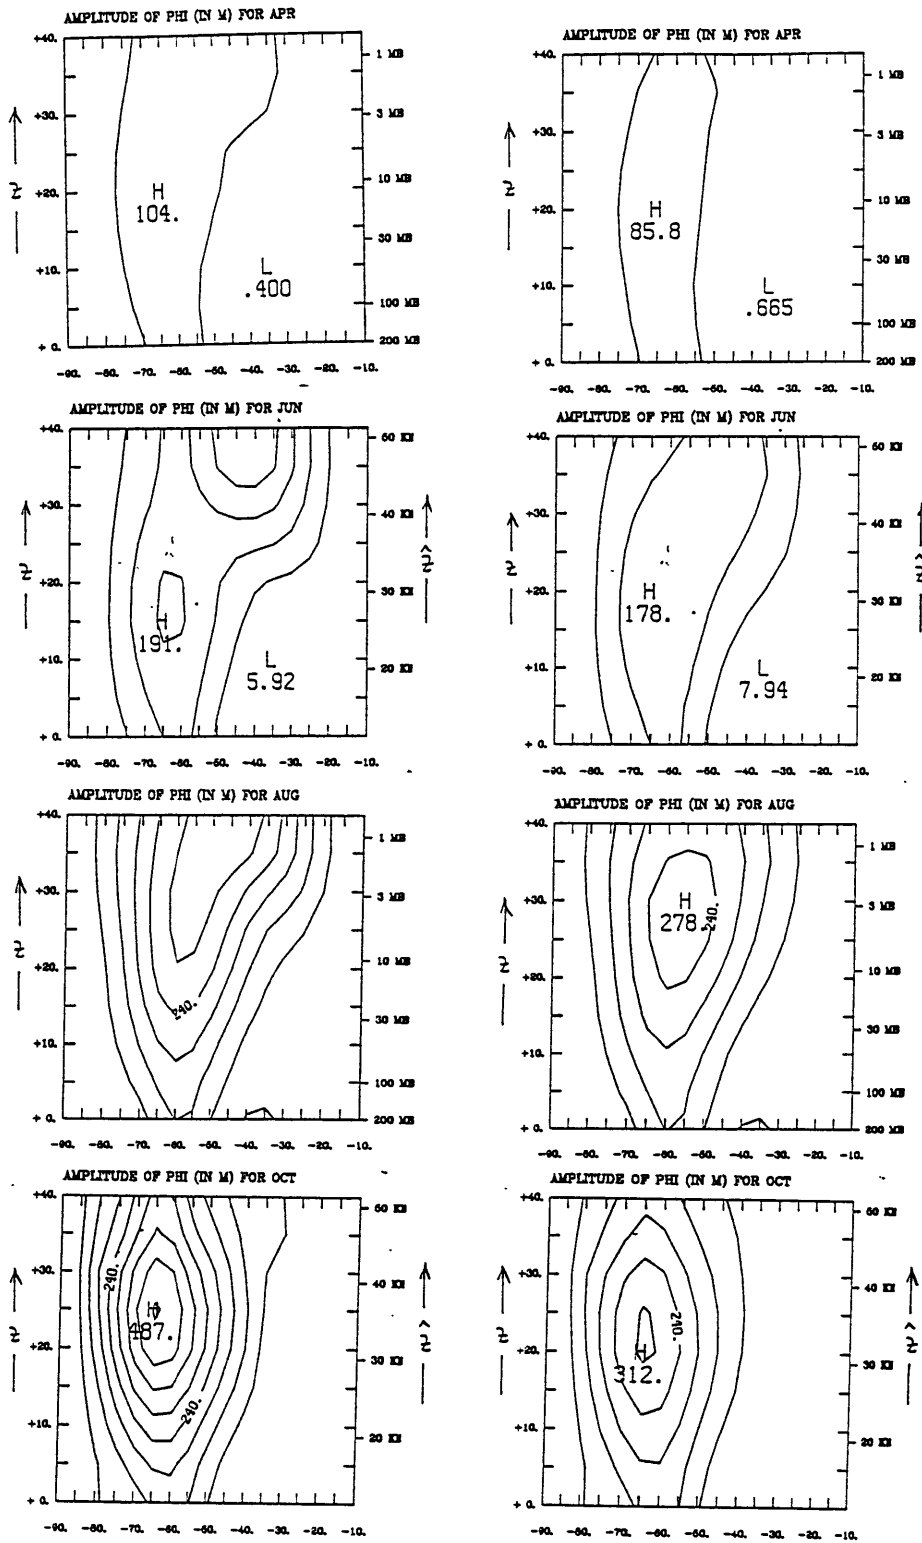 AMPLITUDE OF PHI (IN M) FOR APR
+40.
+30.
+20.
+10.
+ 0.
Z
1 MB
3 MB
10 MB
30 MB
100 MB
200 MB
H
104.
L
.400
-90. -80. -70. -60. -50. -40. -30. -20. -10.
AMPLITUDE OF PHI (IN M) FOR APR
+40.
+30.
+20.
+10.
+ 0.
Z
1 MB
3 MB
10 MB
30 MB
100 MB
200 MB
H
85.8
L
.665
-90. -80. -70. -60. -50. -40. -30. -20. -10.
AMPLITUDE OF PHI (IN M) FOR JUN
+40.
+30.
+20.
+10.
+ 0.
Z
60 KM
40 KM
30 KM
20 KM
Ẑ
H
191.
L
5.92
-90. -80. -70. -60. -50. -40. -30. -20. -10.
AMPLITUDE OF PHI (IN M) FOR JUN
+40.
+30.
+20.
+10.
+ 0.
Z
60 KM
40 KM
30 KM
20 KM
Ẑ
H
178.
L
7.94
-90. -80. -70. -60. -50. -40. -30. -20. -10.
AMPLITUDE OF PHI (IN M) FOR AUG
+40.
+30.
+20.
+10.
+ 0.
Z
1 MB
3 MB
10 MB
30 MB
100 MB
200 MB
240.
-90. -80. -70. -60. -50. -40. -30. -20. -10.
AMPLITUDE OF PHI (IN M) FOR AUG
+40.
+30.
+20.
+10.
+ 0.
Z
1 MB
3 MB
10 MB
30 MB
100 MB
200 MB
H
278.
240.
-90. -80. -70. -60. -50. -40. -30. -20. -10.
AMPLITUDE OF PHI (IN M) FOR OCT
+40.
+30.
+20.
+10.
+ 0.
Z
60 KM
40 KM
30 KM
20 KM
Ẑ
240.
H
487.
240.
-90. -80. -70. -60. -50. -40. -30. -20. -10.
AMPLITUDE OF PHI (IN M) FOR OCT
+40.
+30.
+20.
+10.
+ 0.
Z
60 KM
40 KM
30 KM
20 KM
Ẑ
240.
H
312.
-90. -80. -70. -60. -50. -40. -30. -20. -10.